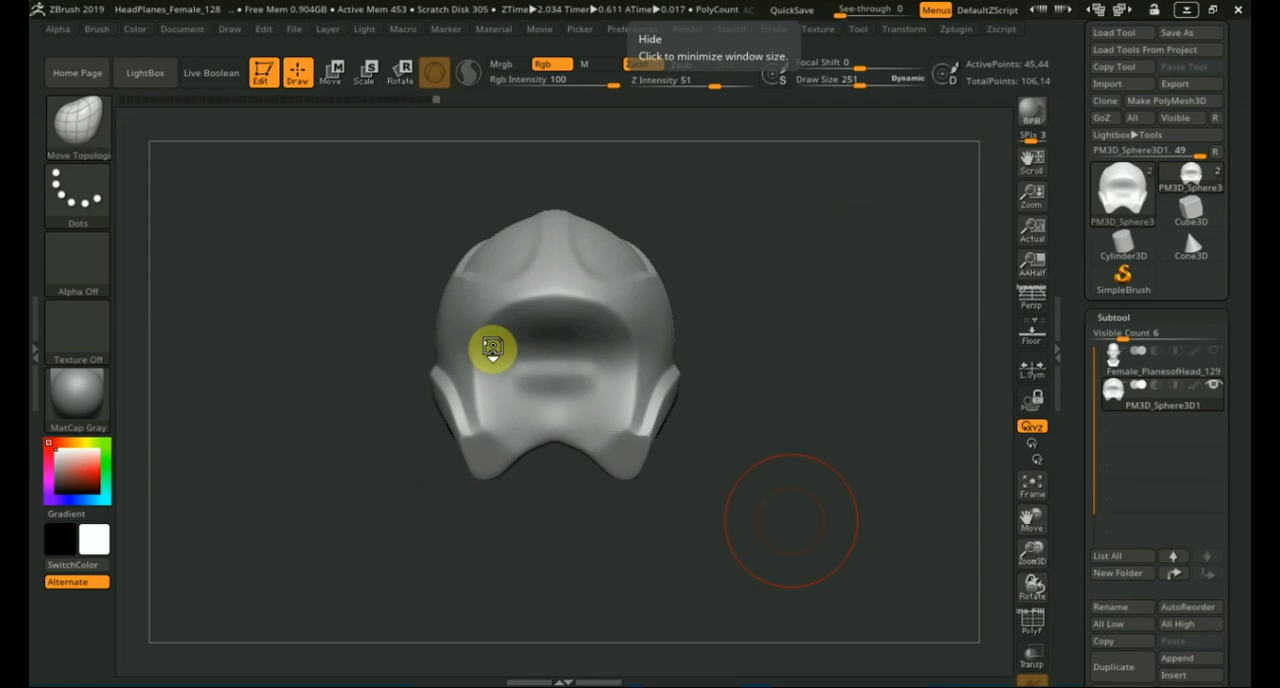 ZBrush 2019 HeadPlanes_Female_128 .. • Free Mem 0.904GB • Active Mem 453 • Scratch Disk 305 • ZTime▶2.034 Timer▶0.611 ATime▶0.017 • PolyCount AC QuickSave See-through 0 Menus DefaultZScript
Alpha Brush Color Document Draw Edit File Layer Light Macro Marker Material Movie Picker Texture Tool Transform Zplugin Zscript
Hide
Click to minimize window size.
Home Page LightBox Live Boolean Edit Draw Move Scale Rotate
Mrgb Rgb M
Rgb Intensity 100 Z Intensity 51
Focal Shift 0
Draw Size 251 Dynamic
S
D
ActivePoints: 45,44
TotalPoints: 106,14
Move Topologi
Dots
Alpha Off
Texture Off
MatCap Gray
Gradient
SwitchColor
Alternate
BPR
SPix 3
Scroll
Zoom
Actual
AAHalf
Dynamic
Persp
Floor
L.Sym
XYZ
Frame
Move
Zoom3D
Rotate
PolyF
Transp
Load Tool Save As
Load Tools From Project
Copy Tool Paste Tool
Import Export
Clone Make PolyMesh3D
GoZ All Visible R
Lightbox▶Tools
PM3D_Sphere3D1. 49 R
2 2
PM3D_Sphere3
PM3D_Sphere3 Cube3D
Cylinder3D Cone3D
SimpleBrush
Subtool
Visible Count 6
Female_PlanesofHead_129
PM3D_Sphere3D1
List All
New Folder
Rename AutoReorder
All Low All High
Copy Paste
Duplicate Append
Insert